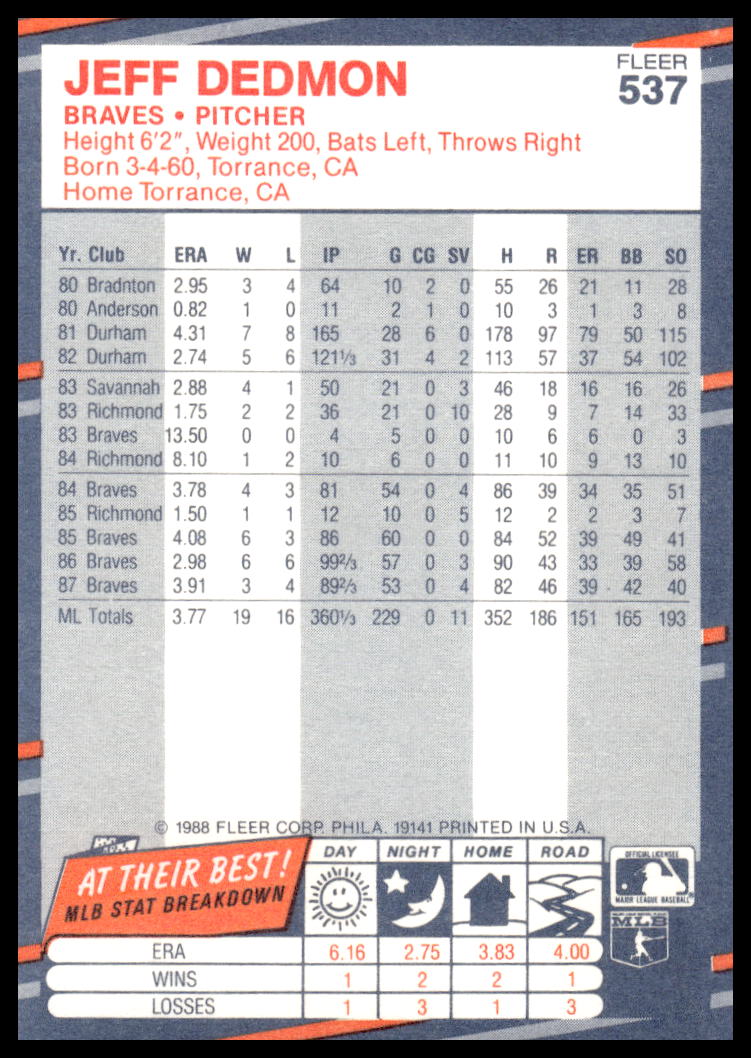 JEFF DEDMON
FLEER
537
BRAVES • PITCHER
Height 6'2", Weight 200, Bats Left, Throws Right
Born 3-4-60, Torrance, CA
Home Torrance, CA
Yr. Club ERA W L IP G CG SV H R ER BB SO
80 Bradnton 2.95 3 4 64 10 2 0 55 26 21 11 28
80 Anderson 0.82 1 0 11 2 1 0 10 3 1 3 8
81 Durham 4.31 7 8 165 28 6 0 178 97 79 50 115
82 Durham 2.74 5 6 121⅓ 31 4 2 113 57 37 54 102
83 Savannah 2.88 4 1 50 21 0 3 46 18 16 16 26
83 Richmond 1.75 2 2 36 21 0 10 28 9 7 14 33
83 Braves 13.50 0 0 4 5 0 0 10 6 6 0 3
84 Richmond 8.10 1 2 10 6 0 0 11 10 9 13 10
84 Braves 3.78 4 3 81 54 0 4 86 39 34 35 51
85 Richmond 1.50 1 1 12 10 0 5 12 2 2 3 7
85 Braves 4.08 6 3 86 60 0 0 84 52 39 49 41
86 Braves 2.98 6 6 99⅔ 57 0 3 90 43 33 39 58
87 Braves 3.91 3 4 89⅔ 53 0 4 82 46 39 42 40
ML Totals 3.77 19 16 360⅓ 229 0 11 352 186 151 165 193
© 1988 FLEER CORP. PHILA. 19141 PRINTED IN U.S.A.
AT THEIR BEST!
MLB STAT BREAKDOWN
DAY NIGHT HOME ROAD
OFFICIAL LICENSEE
MAJOR LEAGUE BASEBALL®
MLB
ERA 6.16 2.75 3.83 4.00
WINS 1 2 2 1
LOSSES 1 3 1 3